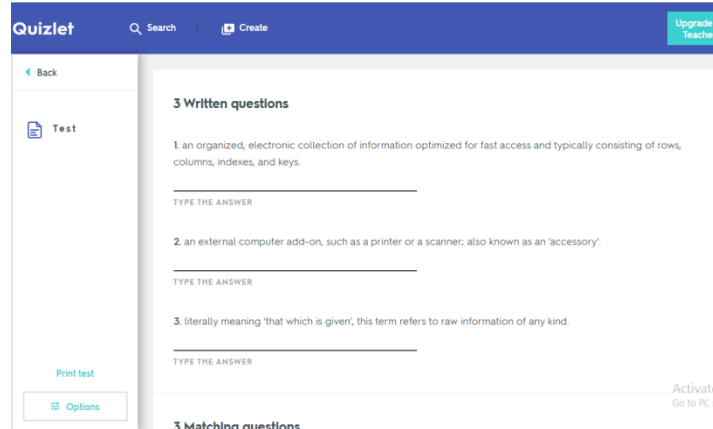 Quizlet
Search
Create
Upgrade
Teache
Back
Test
3 Written questions
1. an organized, electronic collection of information optimized for fast access and typically consisting of rows,
columns, indexes, and keys.
TYPE THE ANSWER
2. an external computer add-on, such as a printer or a scanner; also known as an 'accessory'.
TYPE THE ANSWER
3. literally meaning 'that which is given', this term refers to raw information of any kind.
TYPE THE ANSWER
Print test
Options
Activat
Go to PC
3 Matching questions